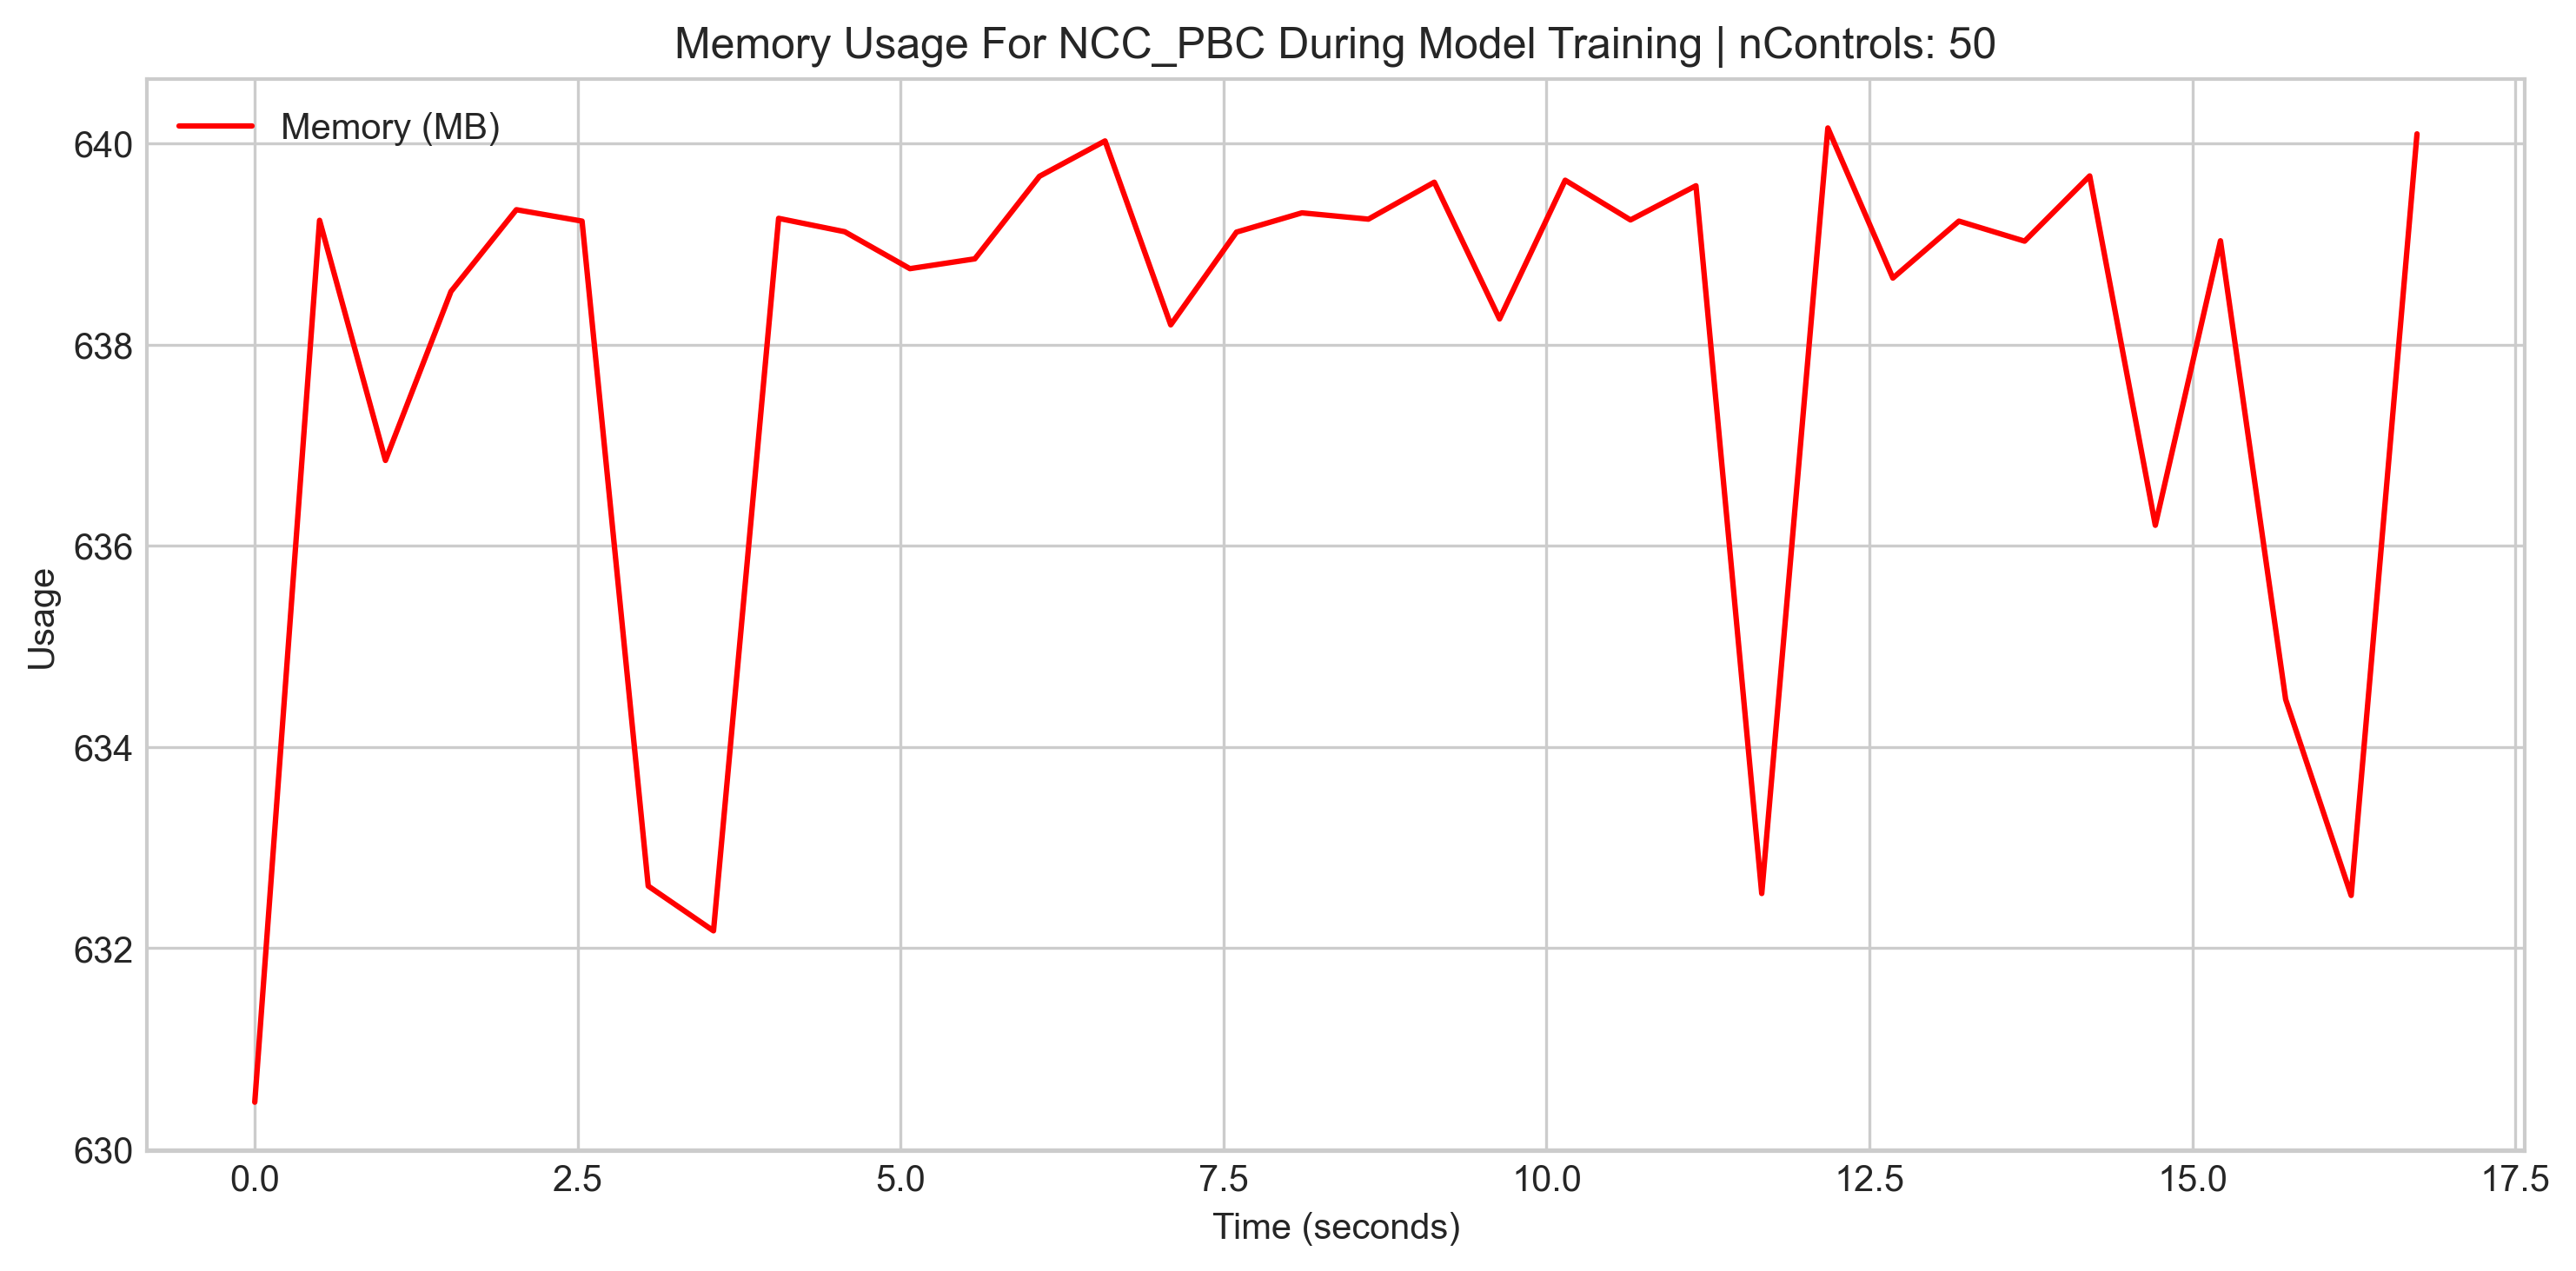 Memory Usage For NCC_PBC During Model Training | nControls: 50
Memory (MB)
640
638
636
634
632
630
Usage
0.0 2.5 5.0 7.5 10.0 12.5 15.0 17.5
Time (seconds)